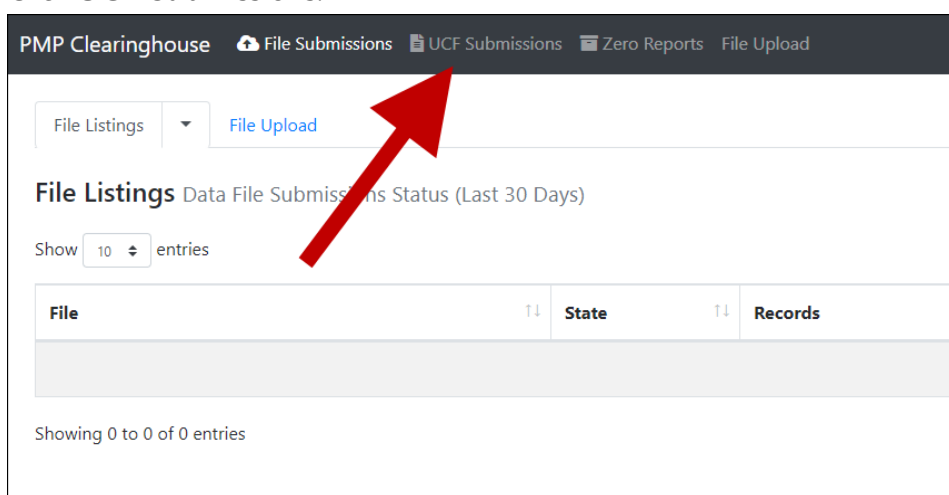 PMP Clearinghouse File Submissions UCF Submissions Zero Reports File Upload
File Listings File Upload
File Listings Data File Submissions Status (Last 30 Days)
Show 10 entries
File State Records
Showing 0 to 0 of 0 entries